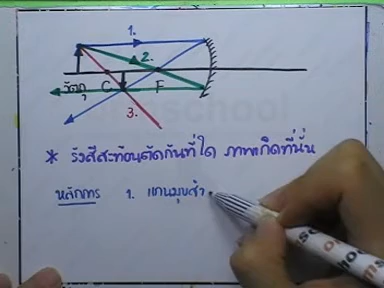 1.
2.
วัตถุ C F
3.
* รังสีสะท้อนตัดกันที่ใด ภาพเกิดที่นั่น
หลักการ 1. แกนมุขสำ